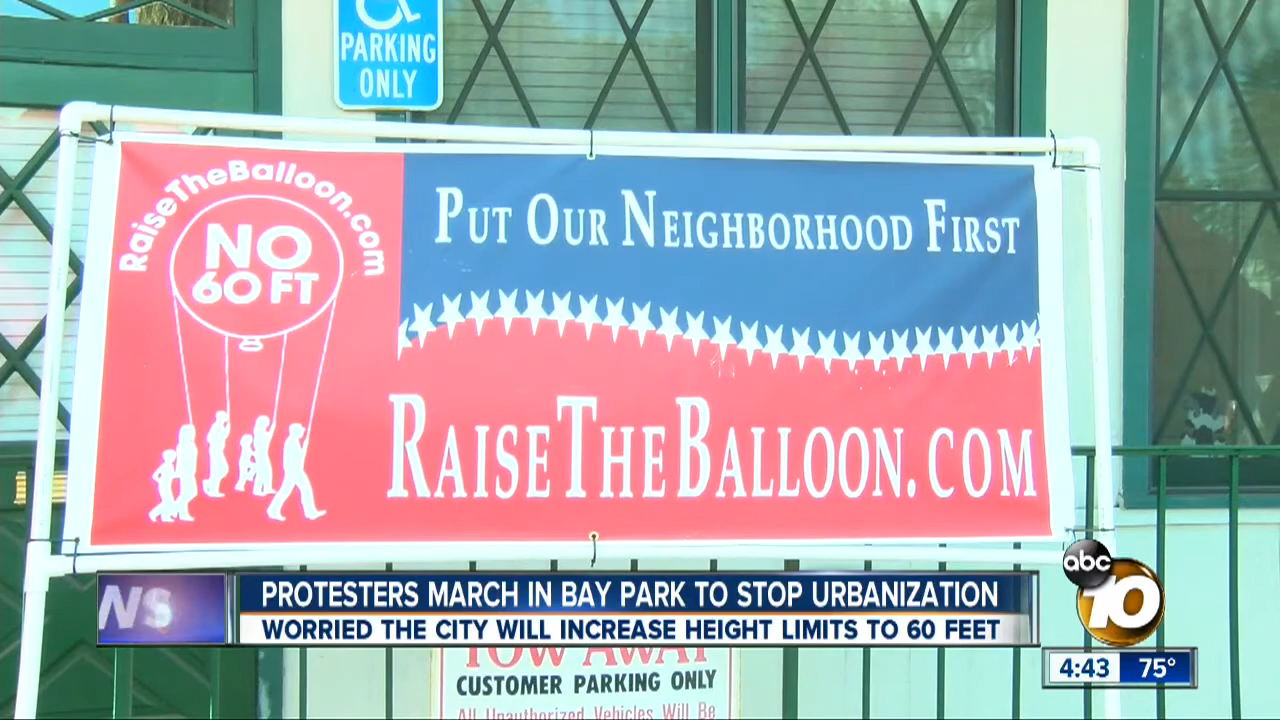 PARKING
ONLY
RaiseTheBalloon.com
NO
60 FT
PUT OUR NEIGHBORHOOD FIRST
RAISETHEBALLOON.COM
NS
PROTESTERS MARCH IN BAY PARK TO STOP URBANIZATION
WORRIED THE CITY WILL INCREASE HEIGHT LIMITS TO 60 FEET
abc
10
4:43 75°
TOW AWAY
CUSTOMER PARKING ONLY
All Unauthorized Vehicles Will Be